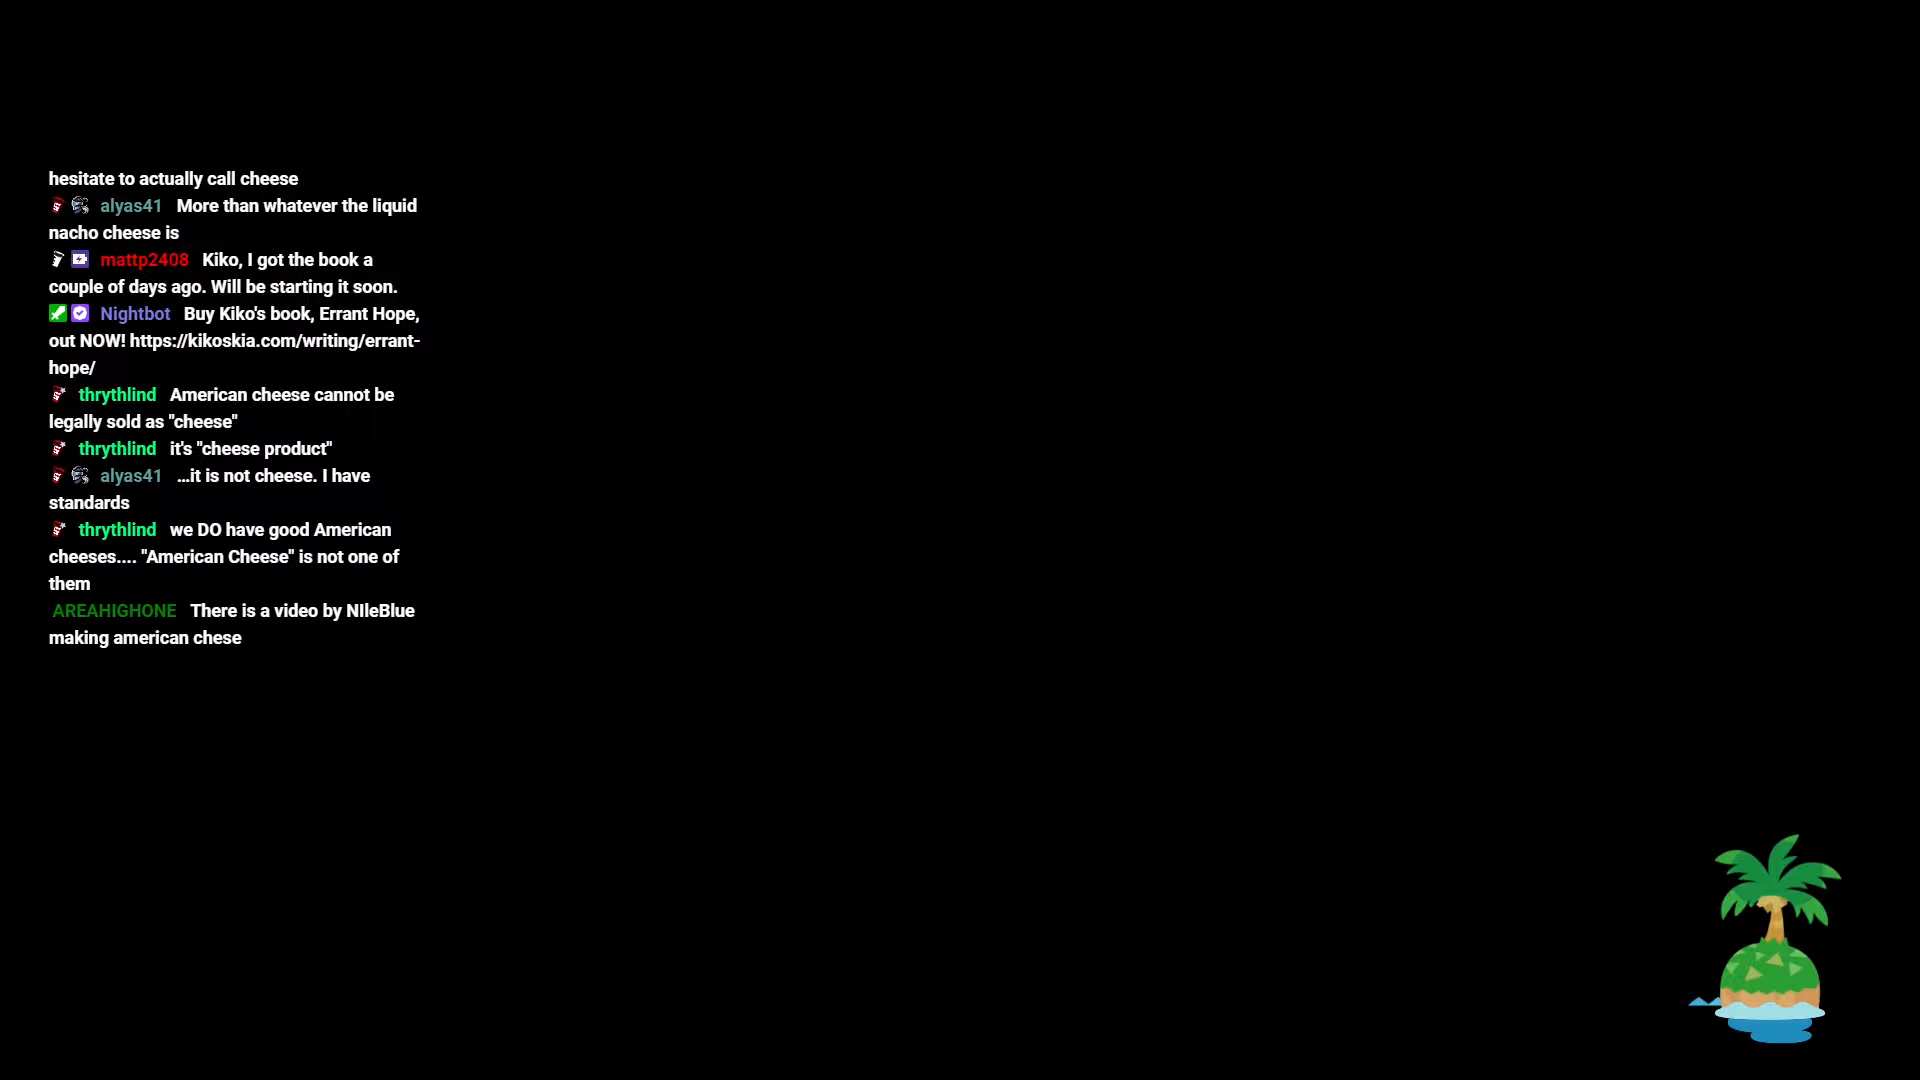 hesitate to actually call cheese
alyas41 More than whatever the liquid
nacho cheese is
mattp2408 Kiko, I got the book a
couple of days ago. Will be starting it soon.
Nightbot Buy Kiko's book, Errant Hope,
out NOW! https://kikoskia.com/writing/errant-
hope/
thrythlind American cheese cannot be
legally sold as "cheese"
thrythlind it's "cheese product"
alyas41 ...it is not cheese. I have
standards
thrythlind we DO have good American
cheeses.... "American Cheese" is not one of
them
AREAHIGHONE There is a video by NIleBlue
making american chese